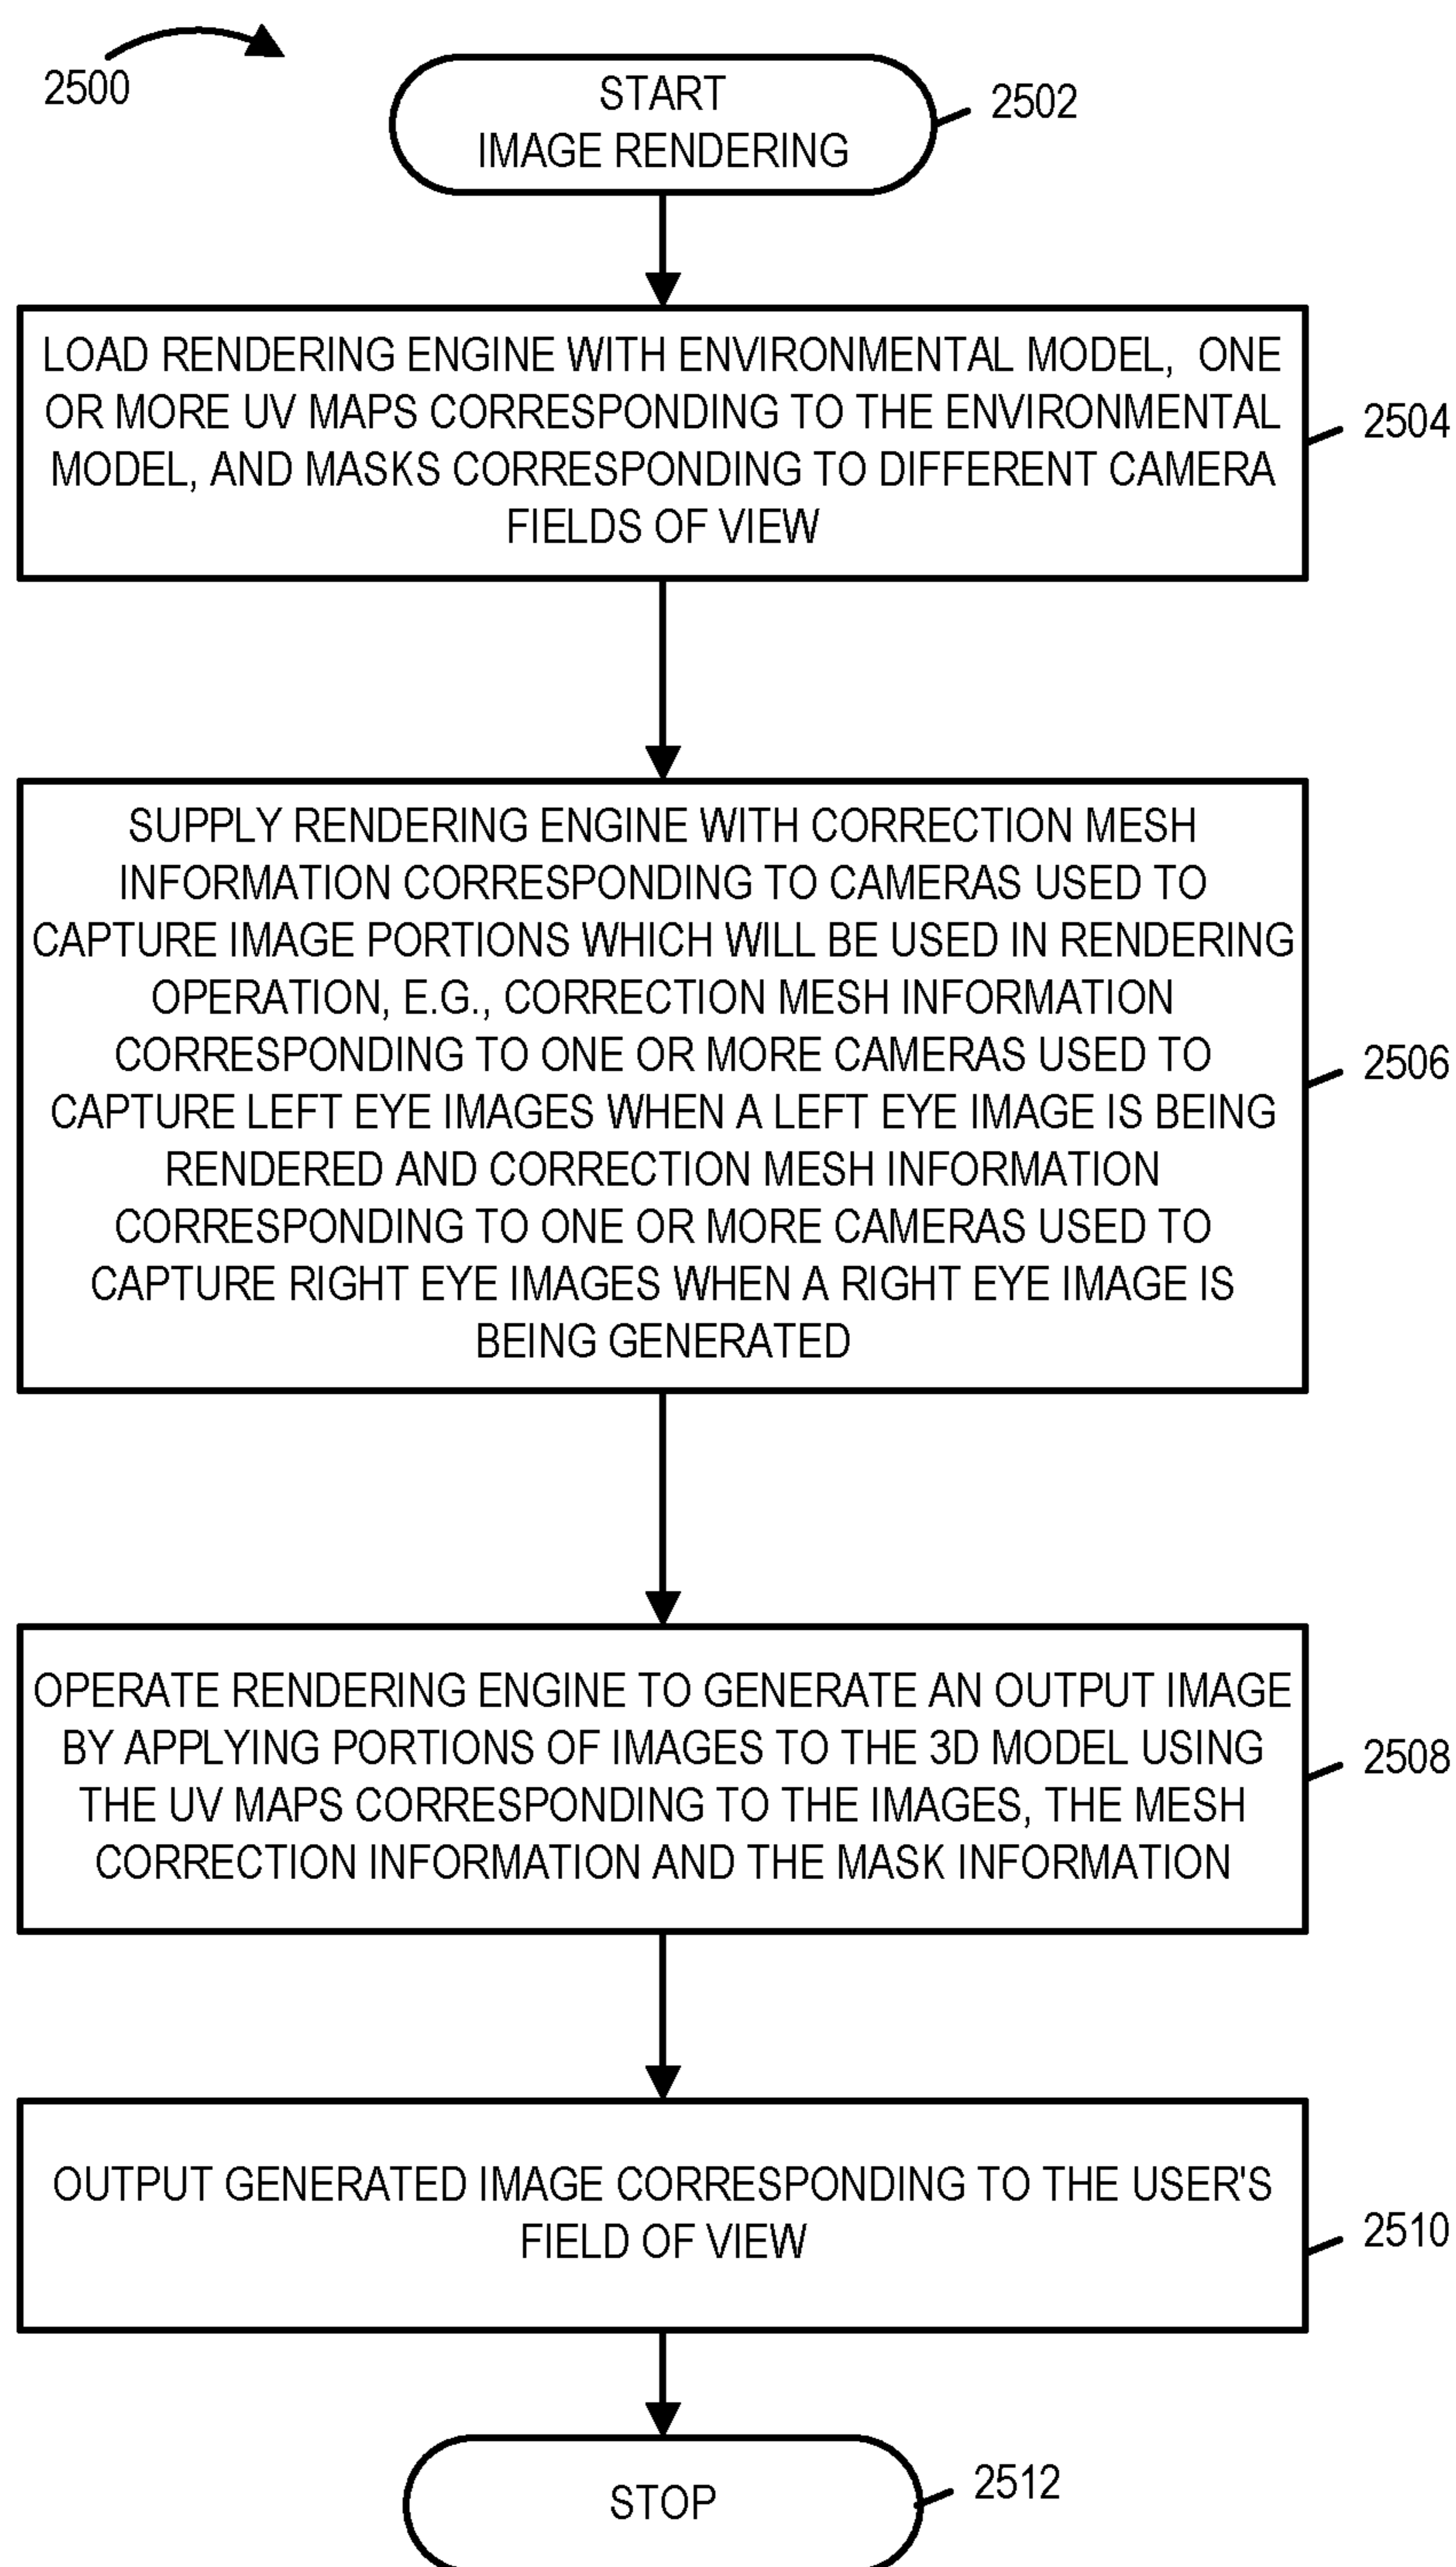 2500
START
IMAGE RENDERING
2502
LOAD RENDERING ENGINE WITH ENVIRONMENTAL MODEL, ONE
OR MORE UV MAPS CORRESPONDING TO THE ENVIRONMENTAL
MODEL, AND MASKS CORRESPONDING TO DIFFERENT CAMERA
FIELDS OF VIEW
2504
SUPPLY RENDERING ENGINE WITH CORRECTION MESH
INFORMATION CORRESPONDING TO CAMERAS USED TO
CAPTURE IMAGE PORTIONS WHICH WILL BE USED IN RENDERING
OPERATION, E.G., CORRECTION MESH INFORMATION
CORRESPONDING TO ONE OR MORE CAMERAS USED TO
CAPTURE LEFT EYE IMAGES WHEN A LEFT EYE IMAGE IS BEING
RENDERED AND CORRECTION MESH INFORMATION
CORRESPONDING TO ONE OR MORE CAMERAS USED TO
CAPTURE RIGHT EYE IMAGES WHEN A RIGHT EYE IMAGE IS
BEING GENERATED
2506
OPERATE RENDERING ENGINE TO GENERATE AN OUTPUT IMAGE
BY APPLYING PORTIONS OF IMAGES TO THE 3D MODEL USING
THE UV MAPS CORRESPONDING TO THE IMAGES, THE MESH
CORRECTION INFORMATION AND THE MASK INFORMATION
2508
OUTPUT GENERATED IMAGE CORRESPONDING TO THE USER'S
FIELD OF VIEW
2510
STOP
2512